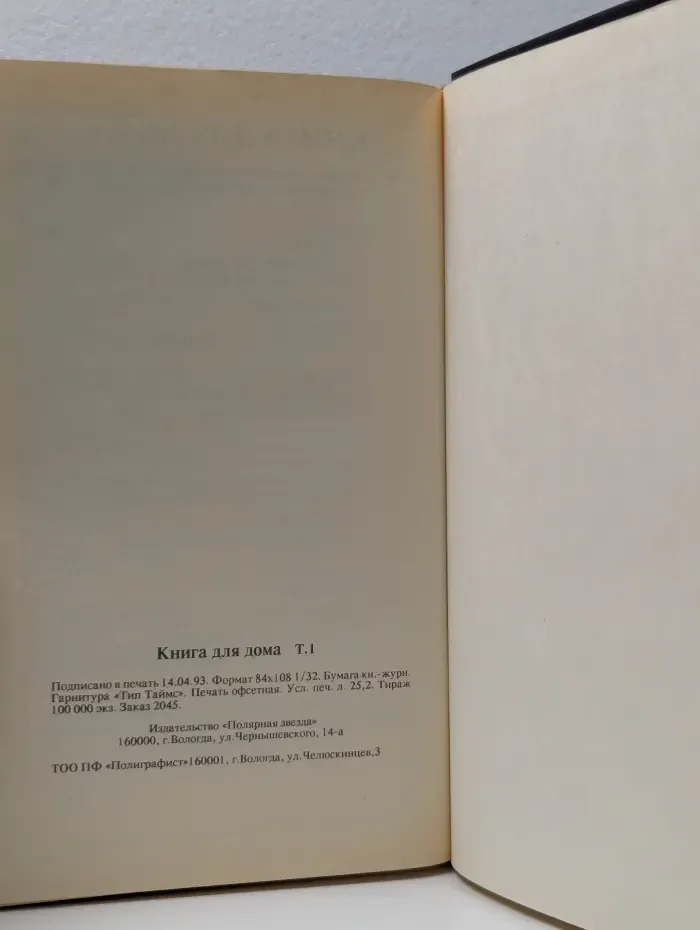 Книга для дома Т.1
Подписано в печать 14.04.93. Формат 84х108 1/32. Бумага кн.-журн.
Гарнитура «Тип Таймс». Печать офсетная. Усл. печ. л. 25,2. Тираж
100 000 экз. Заказ 2045.
Издательство «Полярная звезда»
160000, г. Вологда, ул.Чернышевского, 14-а
ТОО ПФ «Полиграфист»160001, г. Вологда, ул.Челюскинцев,3